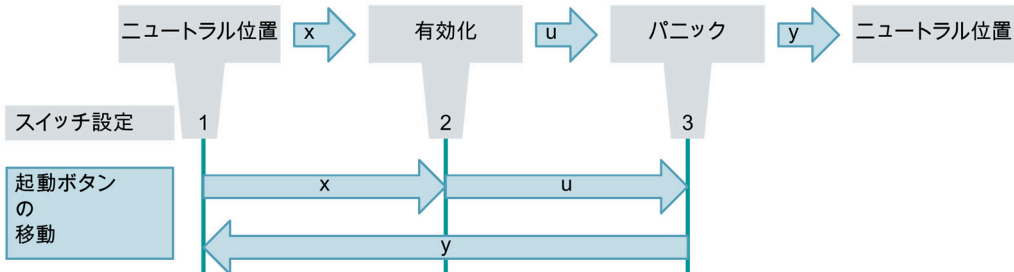 ニュートラル位置
x
有効化
u
パニック
y
ニュートラル位置
スイッチ設定
1
2
3
起動ボタン
の
移動
x
u
y